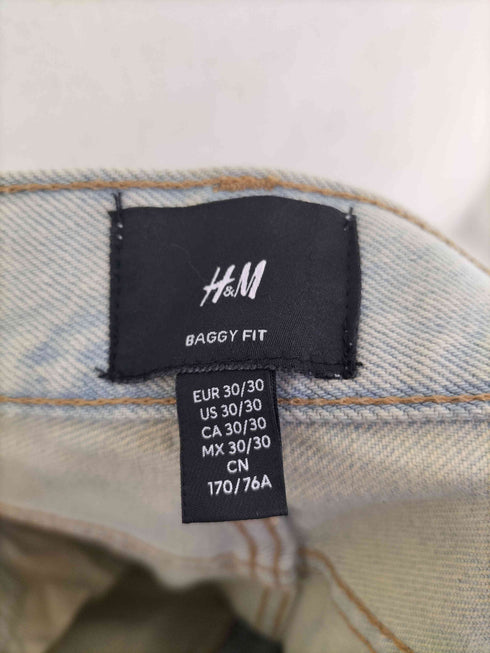 H&M
BAGGY FIT
EUR 30/30
US 30/30
CA 30/30
MX 30/30
CN
170/76A